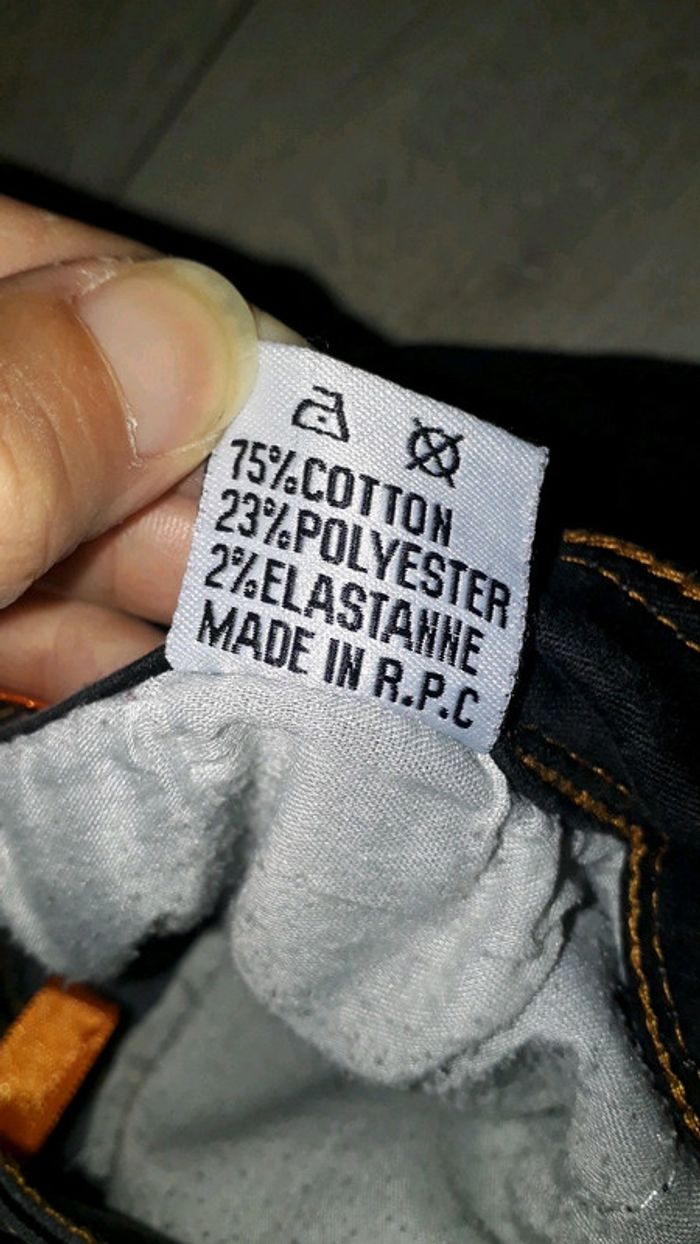 75%COTTON
23%POLYESTER
2%ELASTANNE
MADE IN R.P.C